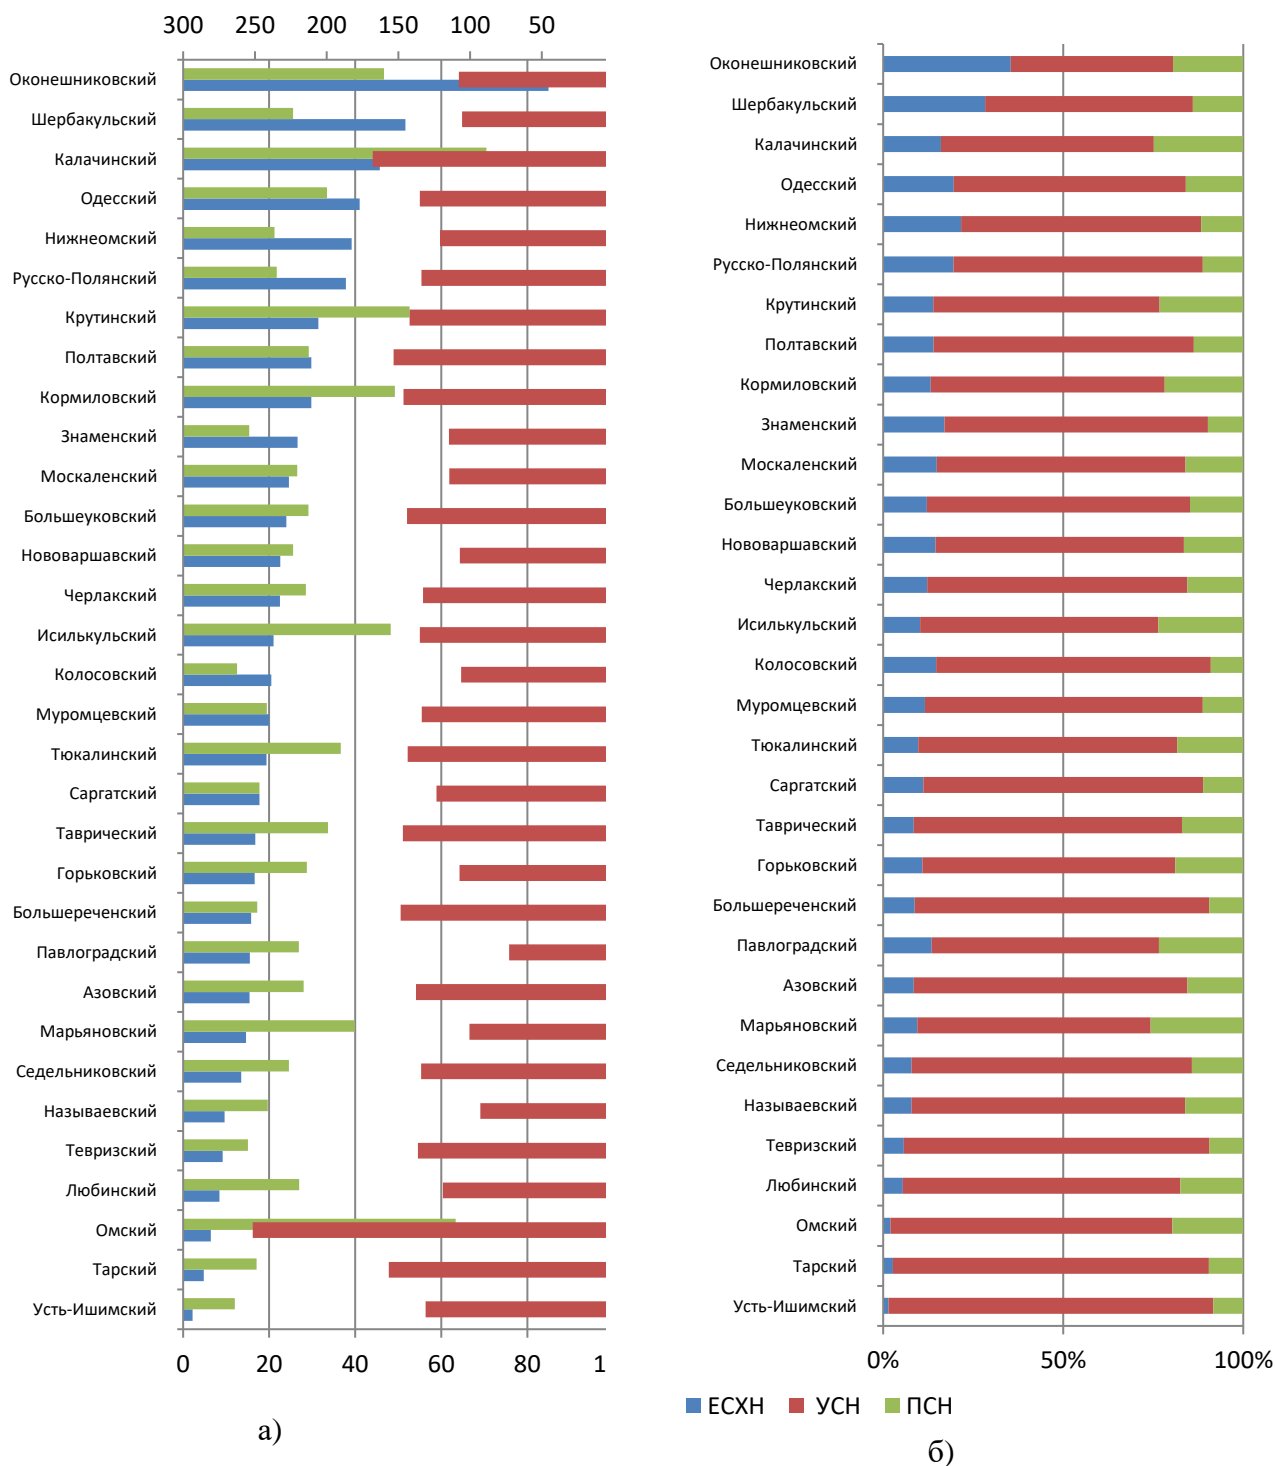 300 250 200 150 100 50
Оконешниковский
Шербакульский
Калачинский
Одесский
Нижнеомский
Русско-Полянский
Крутинский
Полтавский
Кормиловский
Знаменский
Москаленский
Большеуковский
Нововаршавский
Черлакский
Исилькульский
Колосовский
Муромцевский
Тюкалинский
Саргатский
Таврический
Горьковский
Большереченский
Павлоградский
Азовский
Марьяновский
Седельниковский
Называевский
Тевризский
Любинский
Омский
Тарский
Усть-Ишимский
0 20 40 60 80 1
а)
Оконешниковский
Шербакульский
Калачинский
Одесский
Нижнеомский
Русско-Полянский
Крутинский
Полтавский
Кормиловский
Знаменский
Москаленский
Большеуковский
Нововаршавский
Черлакский
Исилькульский
Колосовский
Муромцевский
Тюкалинский
Саргатский
Таврический
Горьковский
Большереченский
Павлоградский
Азовский
Марьяновский
Седельниковский
Называевский
Тевризский
Любинский
Омский
Тарский
Усть-Ишимский
0% 50% 100%
ЕСХН УСН ПСН
б)